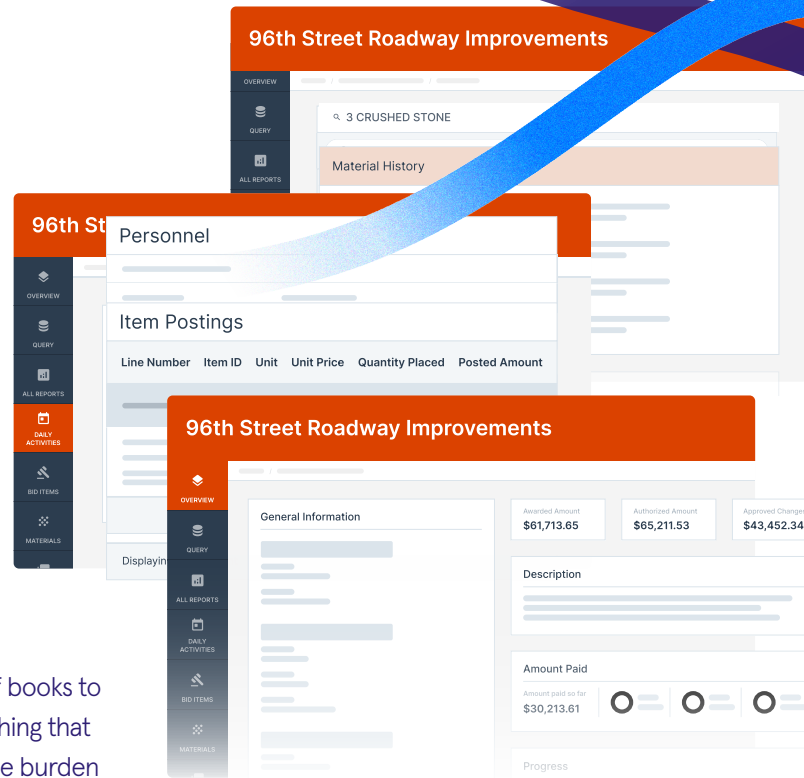 96th Street Roadway Improvements
OVERVIEW
QUERY
ALL REPORTS
3 CRUSHED STONE
Material History
96th St
OVERVIEW
QUERY
ALL REPORTS
DAILY
ACTIVITIES
BID ITEMS
MATERIALS
Personnel
Item Postings
Line Number Item ID Unit Unit Price Quantity Placed Posted Amount
Displayin
96th Street Roadway Improvements
OVERVIEW
QUERY
ALL REPORTS
DAILY
ACTIVITIES
BID ITEMS
MATERIALS
General Information
Awarded Amount
$61,713.65
Authorized Amount
$65,211.53
Approved Changes
$43,452.34
Description
Amount Paid
Amount paid so far
$30,213.61
Progress
books to
hing that
e burden